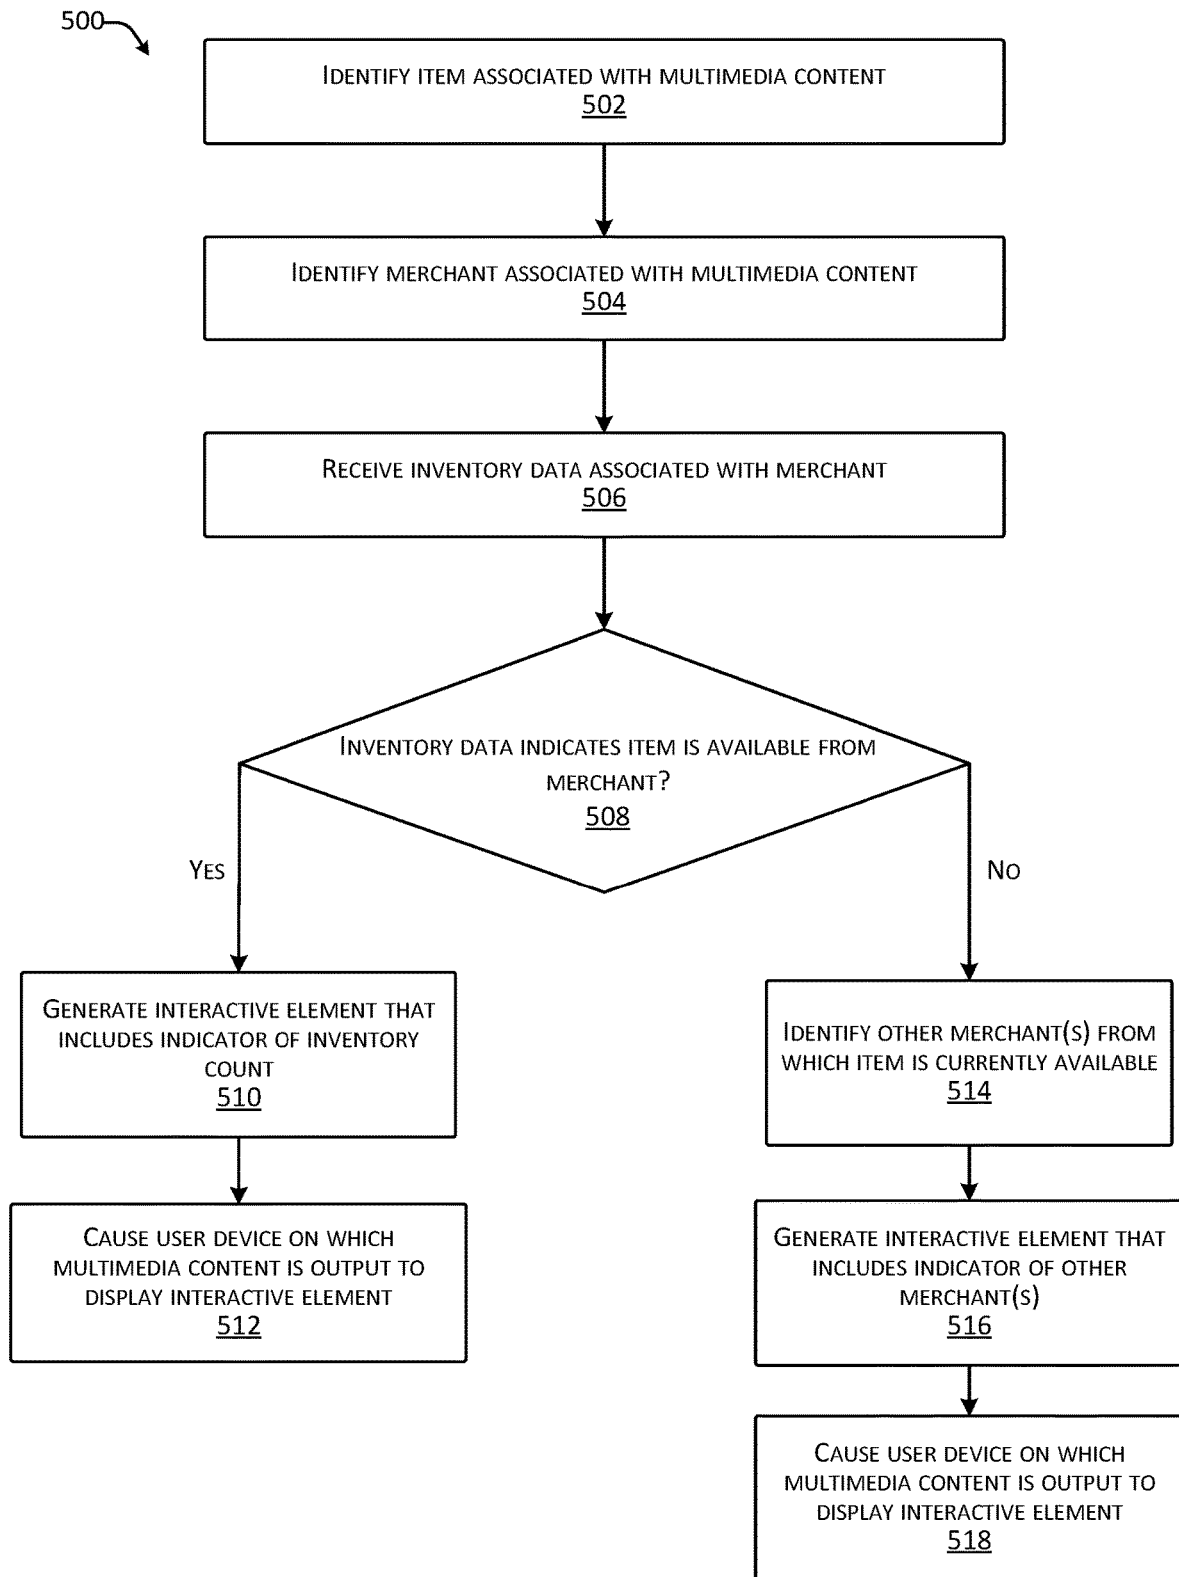 500
IDENTIFY ITEM ASSOCIATED WITH MULTIMEDIA CONTENT
502
IDENTIFY MERCHANT ASSOCIATED WITH MULTIMEDIA CONTENT
504
RECEIVE INVENTORY DATA ASSOCIATED WITH MERCHANT
506
INVENTORY DATA INDICATES ITEM IS AVAILABLE FROM
MERCHANT?
508
YES
NO
GENERATE INTERACTIVE ELEMENT THAT
INCLUDES INDICATOR OF INVENTORY
COUNT
510
CAUSE USER DEVICE ON WHICH
MULTIMEDIA CONTENT IS OUTPUT TO
DISPLAY INTERACTIVE ELEMENT
512
IDENTIFY OTHER MERCHANT(S) FROM
WHICH ITEM IS CURRENTLY AVAILABLE
514
GENERATE INTERACTIVE ELEMENT THAT
INCLUDES INDICATOR OF OTHER
MERCHANT(S)
516
CAUSE USER DEVICE ON WHICH
MULTIMEDIA CONTENT IS OUTPUT TO
DISPLAY INTERACTIVE ELEMENT
518